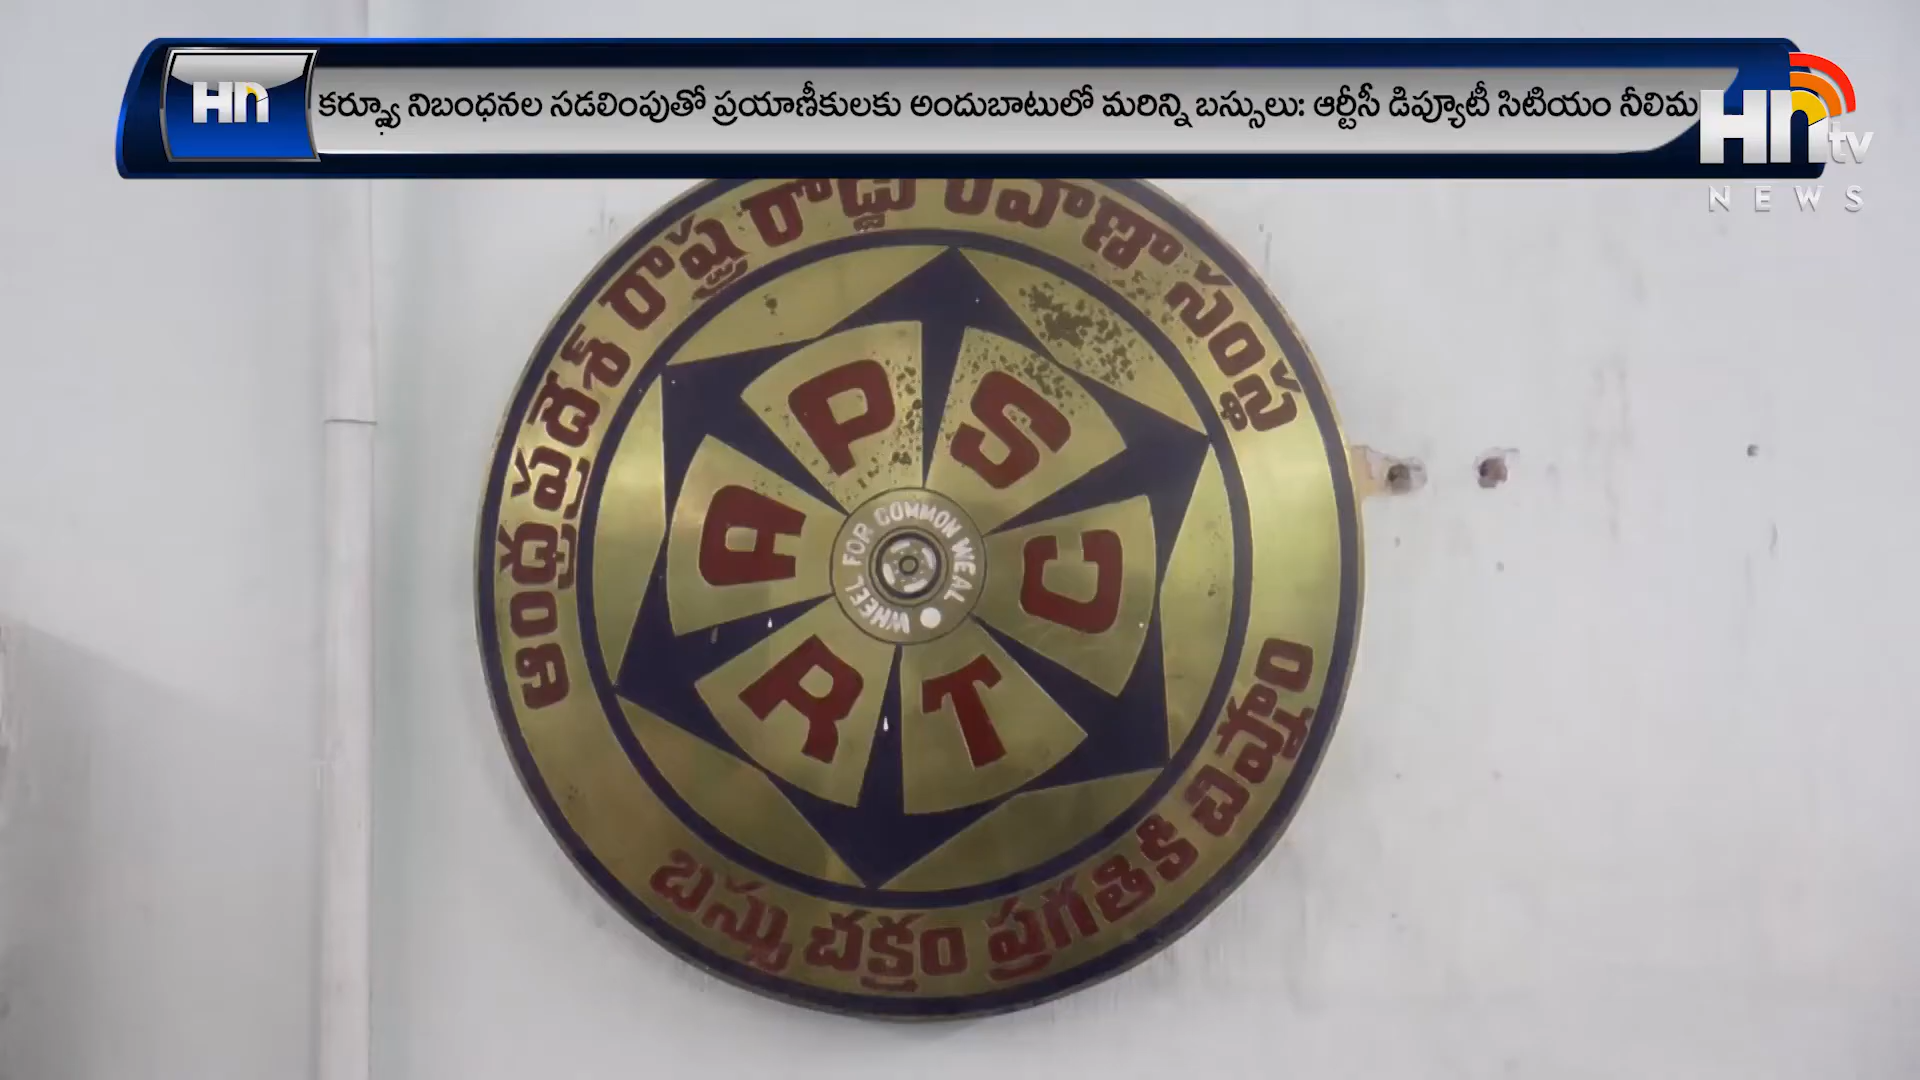 HN
కర్ఫ్యూ నిబంధనల సడలింపుతో ప్రయాణీకులకు అందుబాటులో మరిన్ని బస్సులు: ఆర్టీసీ డిప్యూటీ సిటియం నీలిమ
HN tv
NEWS
ఆంధ్రప్రదేశ్ రాష్ట్ర రోడ్డు రవాణా సంస్థ
APSRTC
WHEEL FOR COMMON WEAL
బస్సు చక్రం ప్రగతికి చిహ్నం